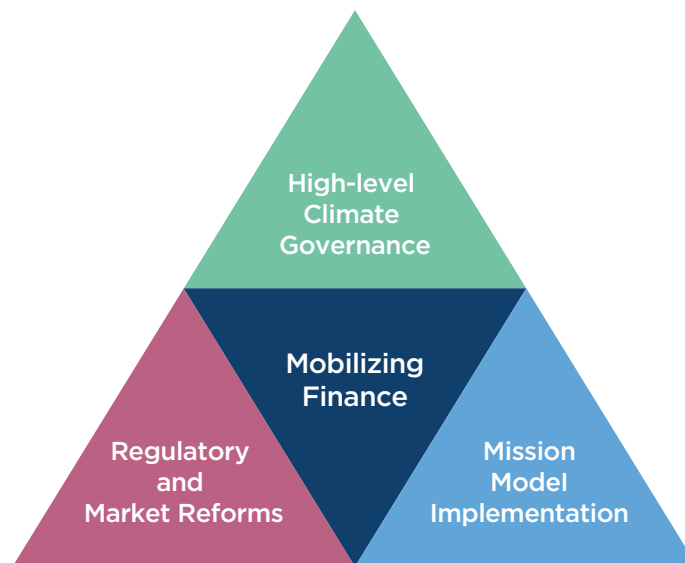 High-level
Climate
Governance
Mobilizing
Finance
Regulatory
and
Market Reforms
Mission
Model
Implementation